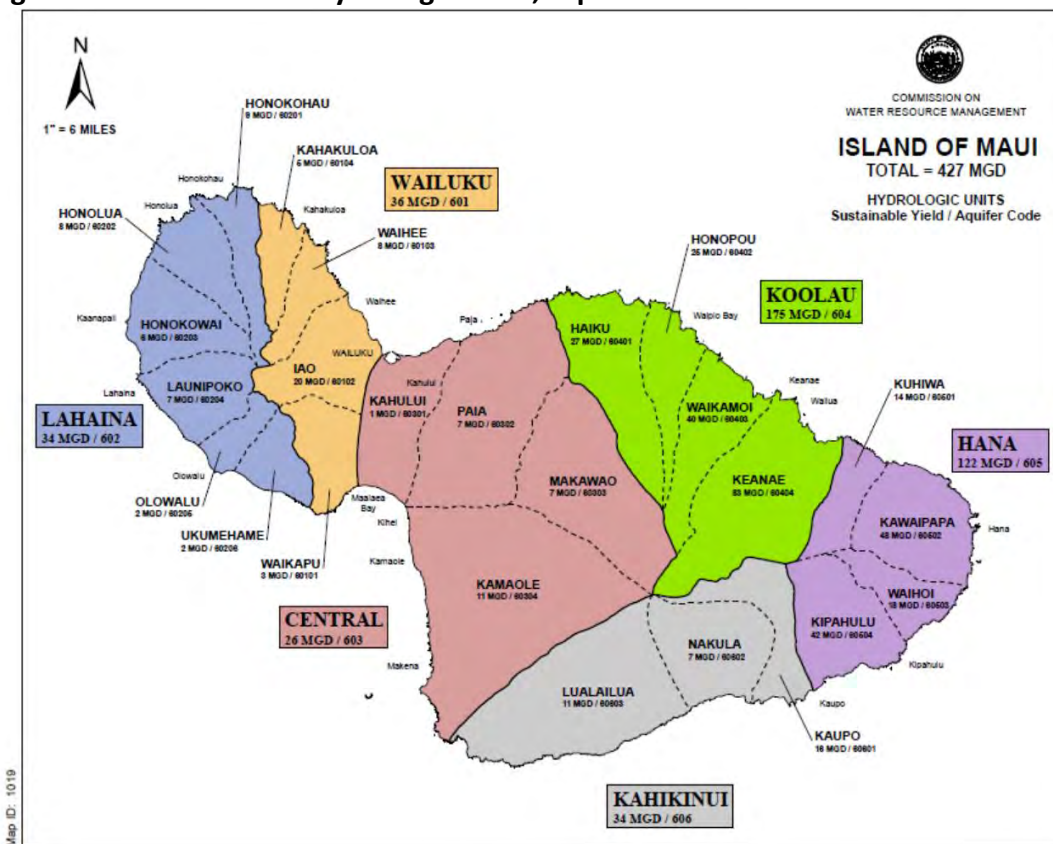 N
1" = 6 MILES
COMMISSION ON
WATER RESOURCE MANAGEMENT
ISLAND OF MAUI
TOTAL = 427 MGD
HYDROLOGIC UNITS
Sustainable Yield / Aquifer Code
HONOKOHAU
9 MGD / 60201
KAHAKULOA
5 MGD / 60104
WAILUKU
36 MGD / 601
Honokohau
HONOLUA
8 MGD / 60202
Honolua
Kahakuloa
WAIHEE
8 MGD / 60103
HONOPOU
25 MGD / 60402
KOOLAU
175 MGD / 604
Waihee
Kaanapali
HONOKOWAI
6 MGD / 60203
Paia
HAIKU
27 MGD / 60401
Waipio Bay
WAILUKU
IAO
20 MGD / 60102
Lahaina
LAUNIPOKO
7 MGD / 60204
Kahului
KAHULUI
1 MGD / 60301
PAIA
7 MGD / 60302
Keanae
Wailua
KUHIWA
14 MGD / 60501
WAIKAMOI
40 MGD / 60403
LAHAINA
34 MGD / 602
HANA
122 MGD / 605
Olowalu
MAKAWAO
7 MGD / 60303
KEANAE
83 MGD / 60404
OLOWALU
2 MGD / 60205
Maalaea
Bay
Kihei
KAWAIPAPA
48 MGD / 60502
Hana
UKUMEHAME
2 MGD / 60206
WAIKAPU
3 MGD / 60101
Kamaole
KAMAOLE
11 MGD / 60304
WAIHOI
18 MGD / 60503
KIPAHULU
42 MGD / 60504
CENTRAL
26 MGD / 603
NAKULA
7 MGD / 60602
Kipahulu
Makena
LUALAILUA
11 MGD / 60603
Kaupo
KAUPO
16 MGD / 60601
KAHIKINUI
34 MGD / 606
Map ID: 1019